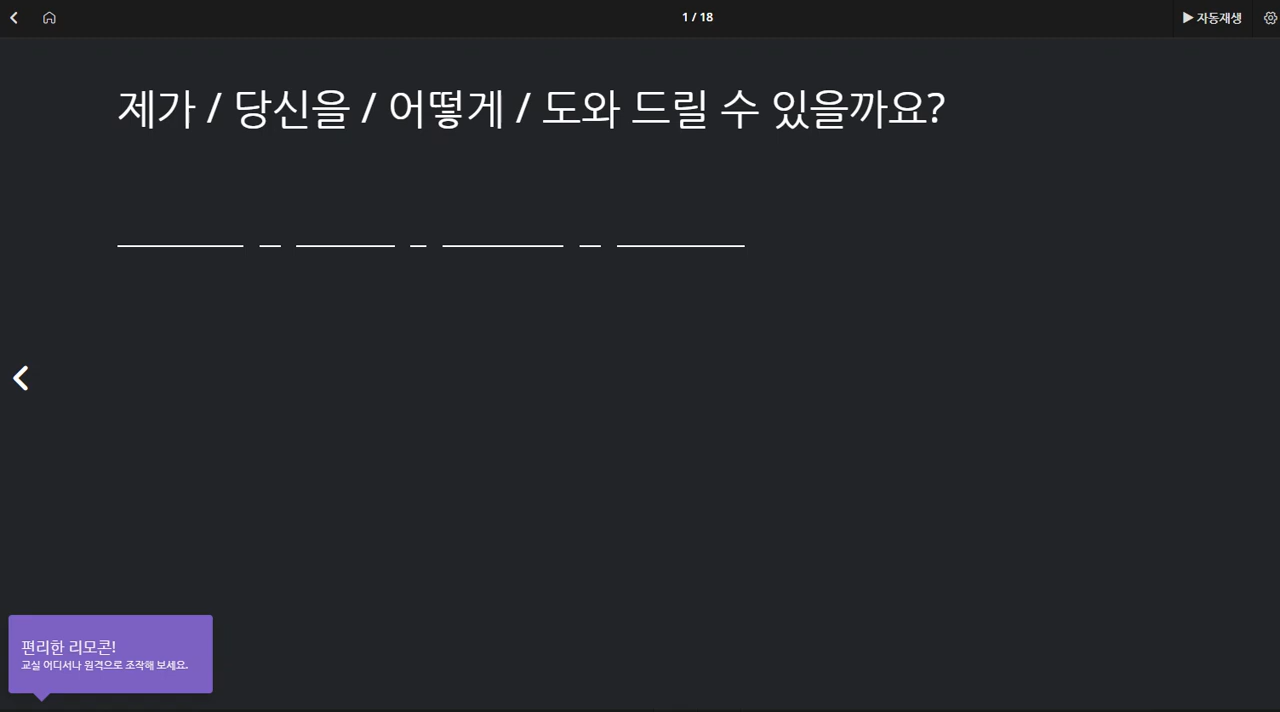 1 / 18
▶ 자동재생
제가 / 당신을 / 어떻게 / 도와 드릴 수 있을까요?
편리한 리모콘!
교실 어디서나 원격으로 조작해 보세요.